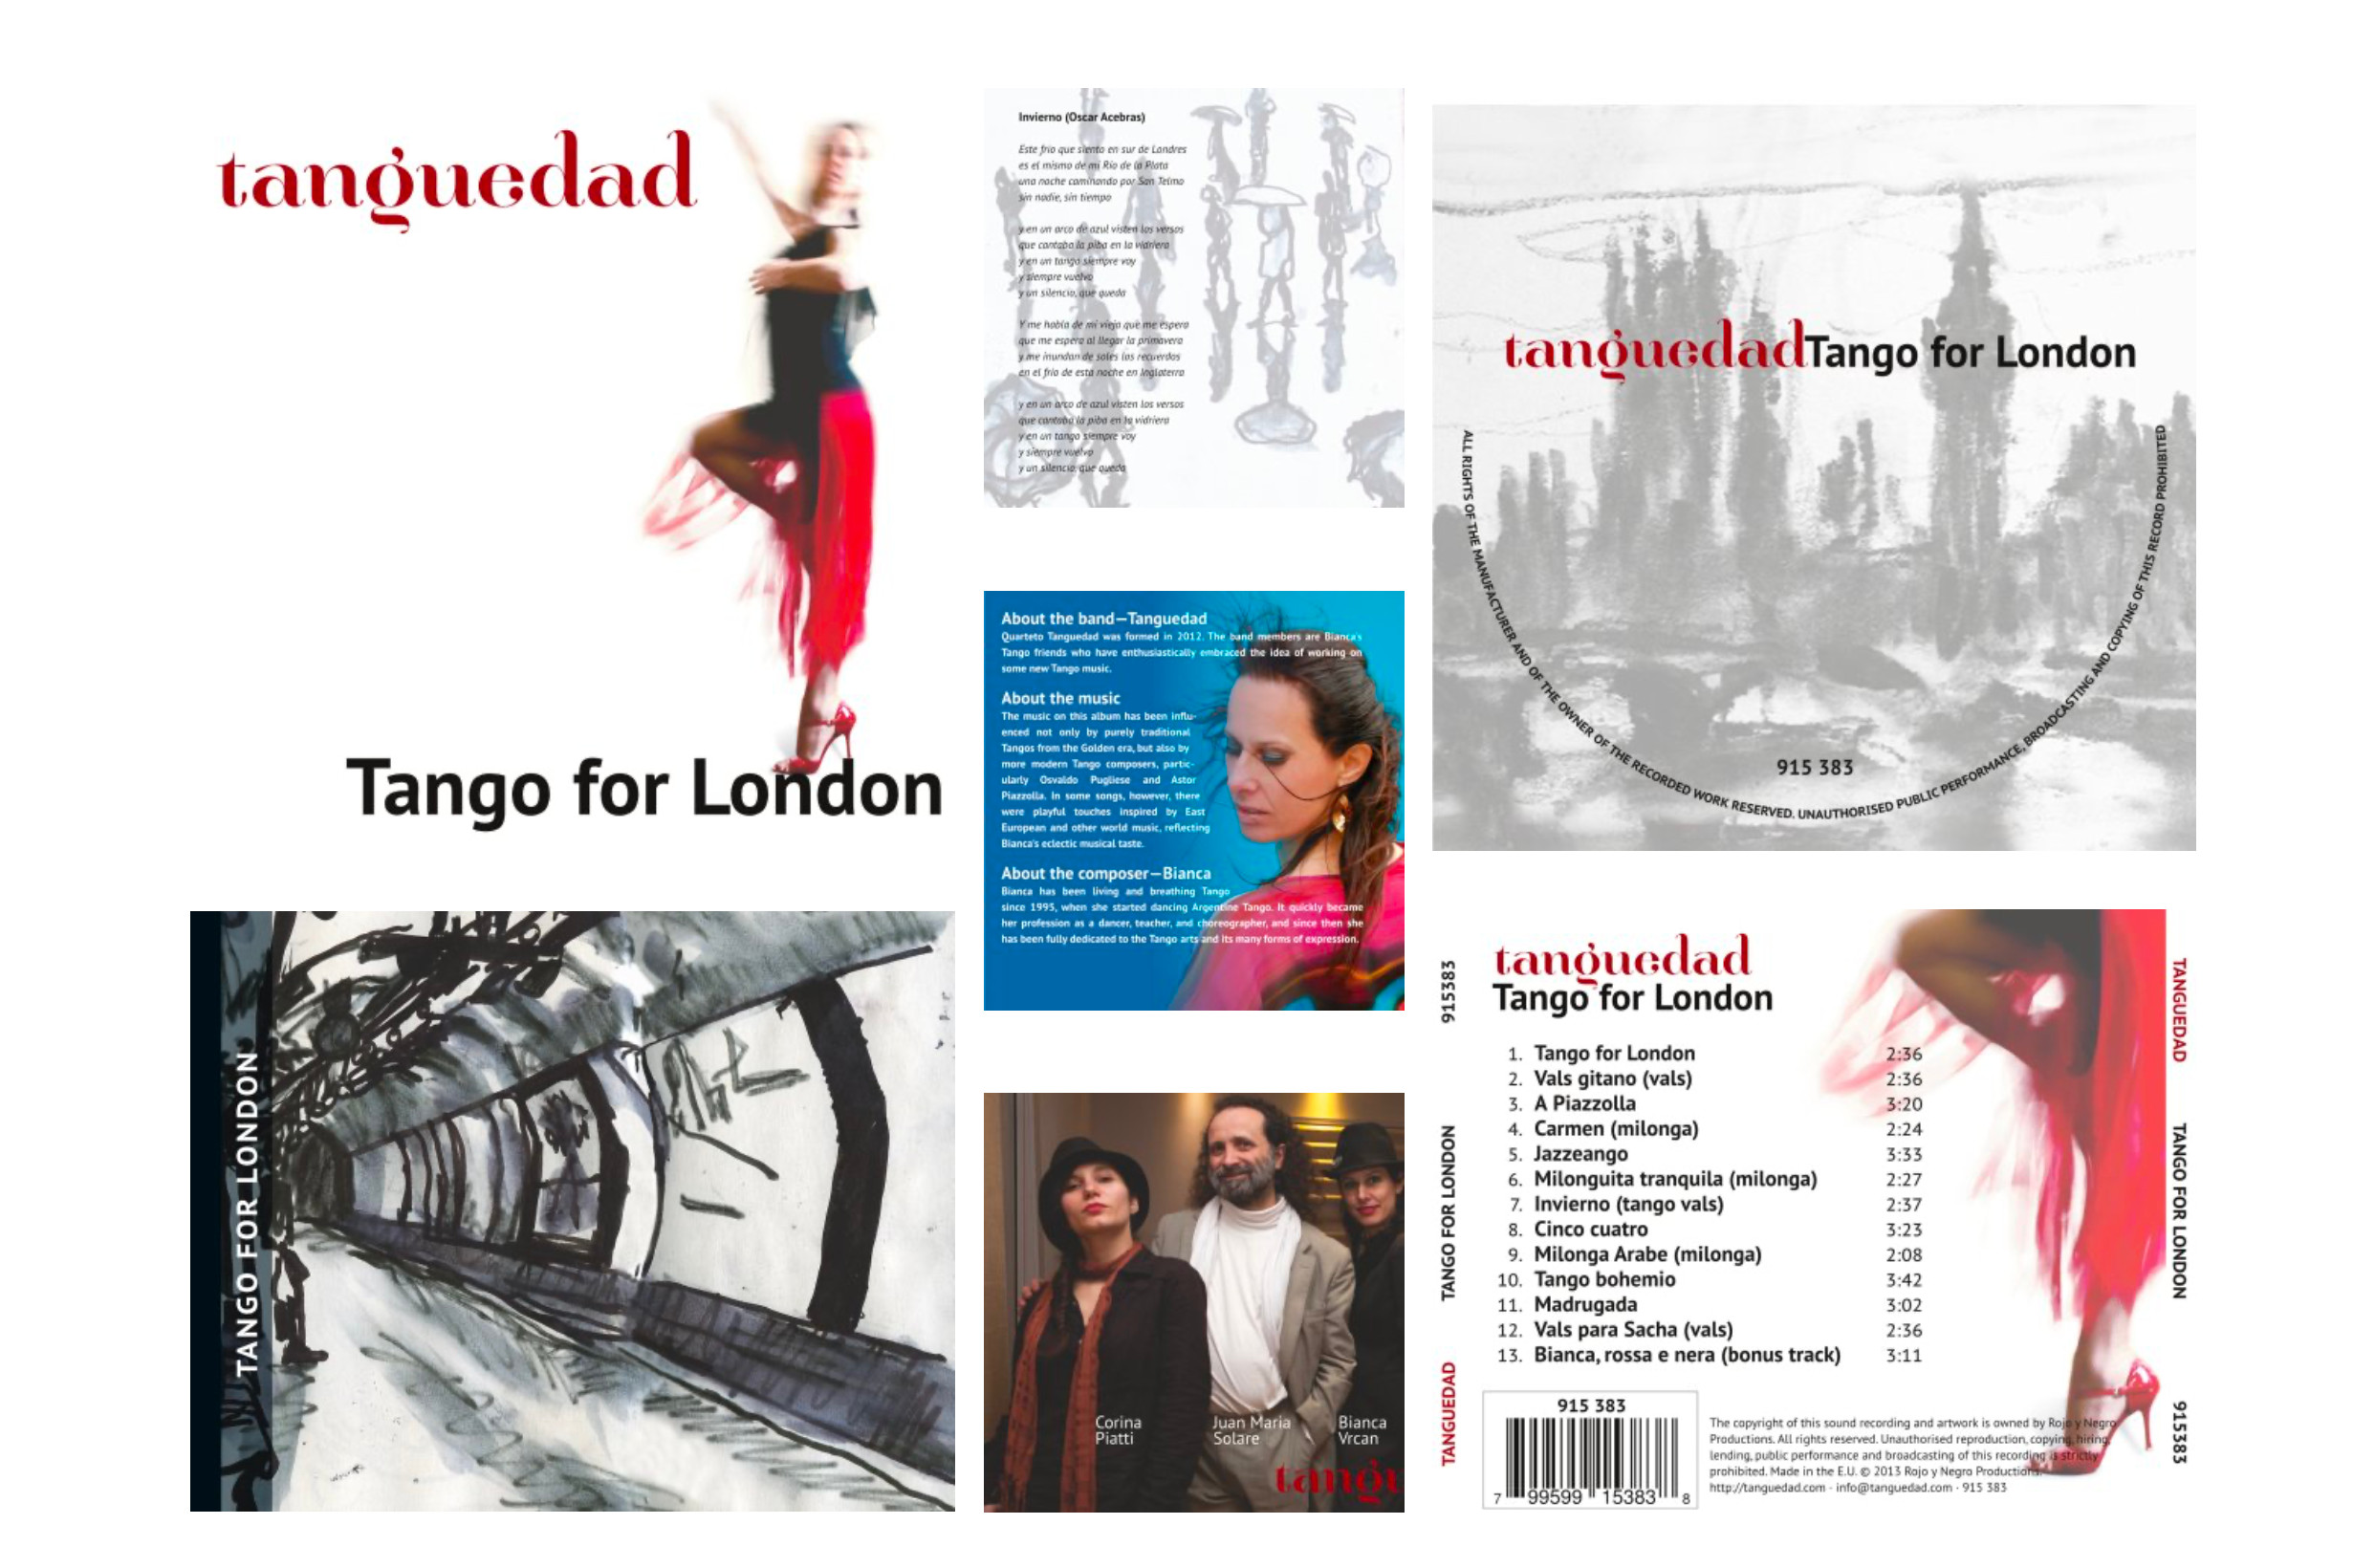 tanguedad
Tango for London
Invierno (Oscar Acebras)
Este frio que siento en sur de Londres
es el mismo de mi Rio de la Plata
una noche caminando por San Telmo
sin nadie, sin tiempo
y en un arco de azul visten los versos
que cantaba la piba en la vidriera
y en un tango siempre voy
y siempre vuelvo
y un silencio, que queda
Y me habla de mi vieja que me espera
que me espera al llegar la primavera
y me inundan de soles los recuerdos
en el frio de esta noche en Inglaterra
y en un arco de azul visten los versos
que cantaba la piba en la vidriera
y en un tango siempre voy
y siempre vuelvo
y un silencio, que queda
tanguedad Tango for London
ALL RIGHTS OF THE MANUFACTURER AND OF THE OWNER OF THE RECORDED WORK RESERVED. UNAUTHORISED PUBLIC PERFORMANCE, BROADCASTING AND COPYING OF THIS RECORD PROHIBITED
915 383
About the band—Tanguedad
Quarteto Tanguedad was formed in 2012. The band members are Bianca's
Tango friends who have enthusiastically embraced the idea of working on
some new Tango music.
About the music
The music on this album has been influ-
enced not only by purely traditional
Tangos from the Golden era, but also by
more modern Tango composers, partic-
ularly Osvaldo Pugliese and Astor
Piazzolla. In some songs, however, there
were playful touches inspired by East
European and other world music, reflecting
Bianca's eclectic musical taste.
About the composer—Bianca
Bianca has been living and breathing Tango
since 1995, when she started dancing Argentine Tango. It quickly became
her profession as a dancer, teacher, and choreographer, and since then she
has been fully dedicated to the Tango arts and its many forms of expression.
TANGO FOR LONDON
Corina
Piatti
Juan Maria
Solare
Bianca
Vrcan
tangu
TANGUEDAD TANGO FOR LONDON 915383
tanguedad
Tango for London
1. Tango for London 2:36
2. Vals gitano (vals) 2:36
3. A Piazzolla 3:20
4. Carmen (milonga) 2:24
5. Jazzeango 3:33
6. Milonguita tranquila (milonga) 2:27
7. Invierno (tango vals) 2:37
8. Cinco cuatro 3:23
9. Milonga Arabe (milonga) 2:08
10. Tango bohemio 3:42
11. Madrugada 3:02
12. Vals para Sacha (vals) 2:36
13. Bianca, rossa e nera (bonus track) 3:11
915 383
7 99599 15383 8
The copyright of this sound recording and artwork is owned by Rojo y Negro
Productions. All rights reserved. Unauthorised reproduction, copying, hiring,
lending, public performance and broadcasting of this recording is strictly
prohibited. Made in the E.U. © 2013 Rojo y Negro Productions.
http://tanguedad.com - info@tanguedad.com - 915 383
TANGUEDAD TANGO FOR LONDON 915383